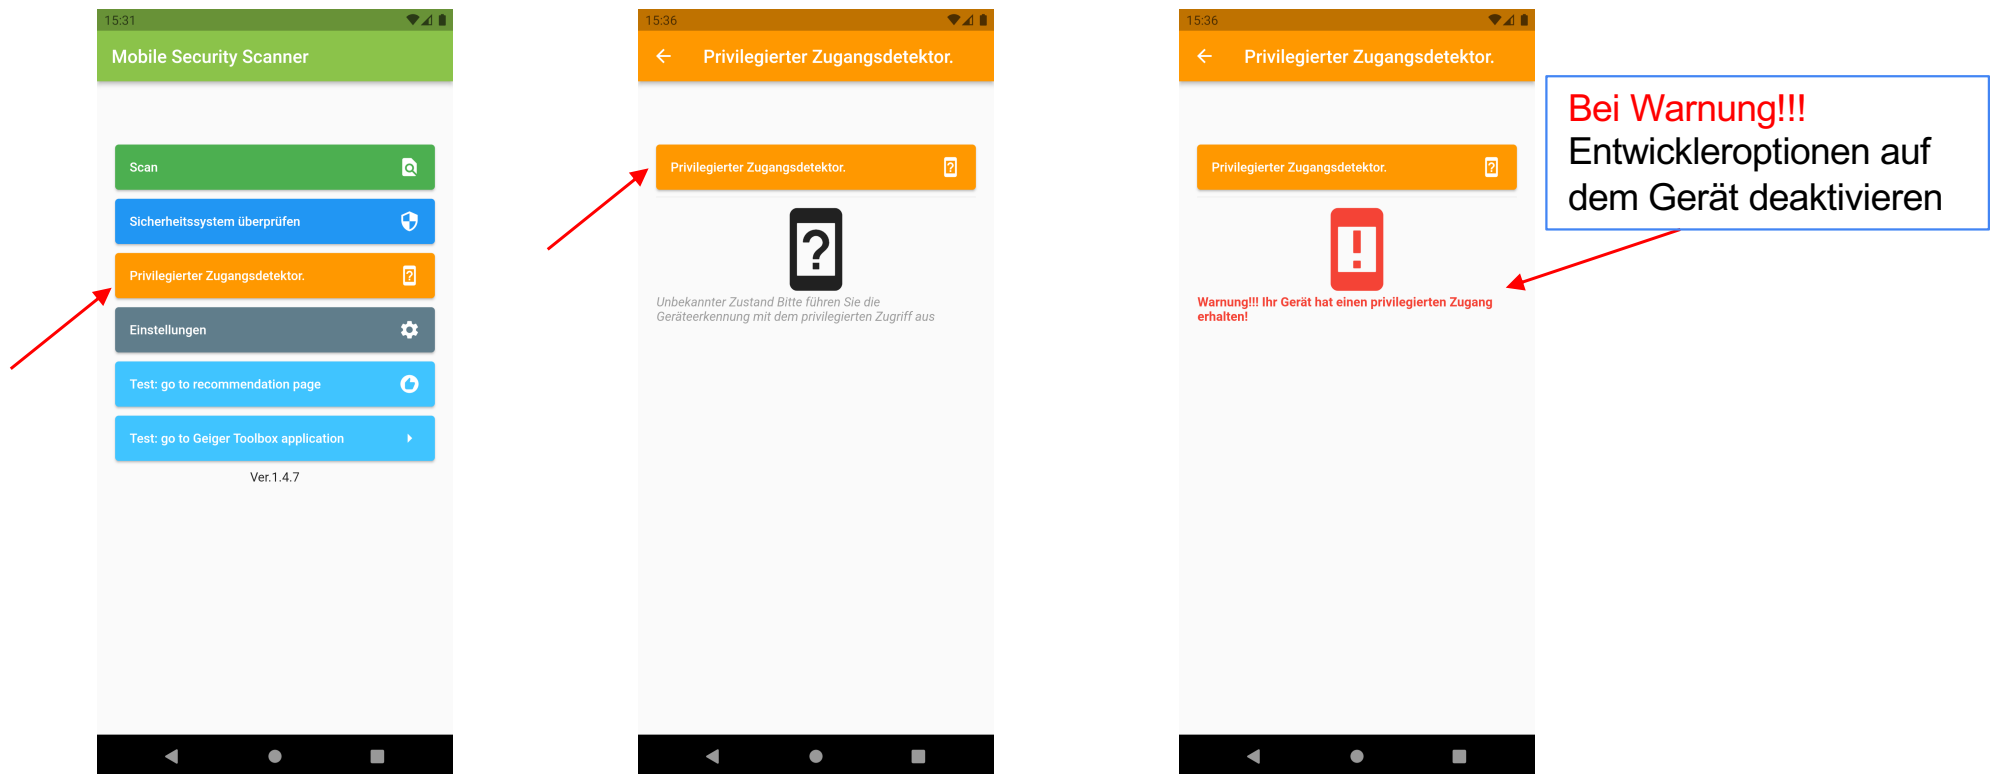 15:31
Mobile Security Scanner
Scan
Sicherheitssystem überprüfen
Privilegierter Zugangsdetektor.
Einstellungen
Test: go to recommendation page
Test: go to Geiger Toolbox application
Ver.1.4.7
15:36
Privilegierter Zugangsdetektor.
Privilegierter Zugangsdetektor.
?
Unbekannter Zustand Bitte führen Sie die
Geräteerkennung mit dem privilegierten Zugriff aus
15:36
Privilegierter Zugangsdetektor.
Privilegierter Zugangsdetektor.
!
Warnung!!! Ihr Gerät hat einen privilegierten Zugang
erhalten!
Bei Warnung!!!
Entwickleroptionen auf
dem Gerät deaktivieren